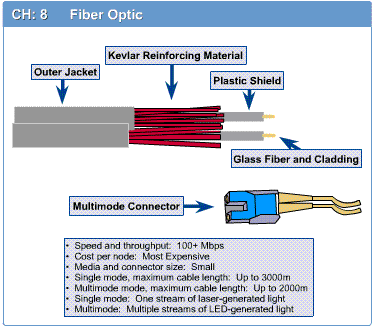 CH: 8 Fiber Optic
Kevlar Reinforcing Material
Outer Jacket
Plastic Shield
Glass Fiber and Cladding
Multimode Connector
• Speed and throughput: 100+ Mbps
• Cost per node: Most Expensive
• Media and connector size: Small
• Single mode, maximum cable length: Up to 3000m
• Multimode mode, maximum cable length: Up to 2000m
• Single mode: One stream of laser-generated light
• Multimode: Multiple streams of LED-generated light